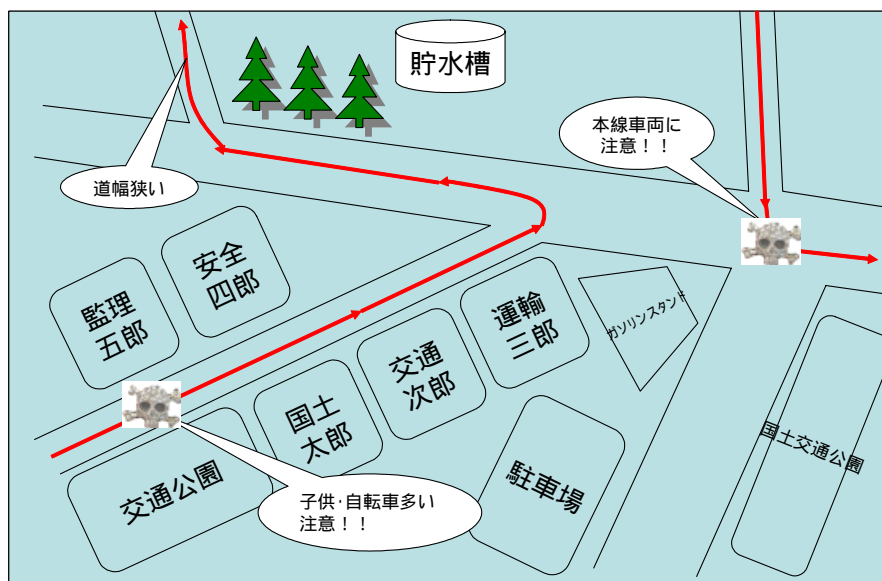 貯水槽
本線車両に
注意！！
道幅狭い
安全
四郎
監理
五郎
運輸
三郎
ガソリンスタンド
交通
次郎
国土
太郎
交通公園
駐車場
国土交通公園
子供･自転車多い
注意！！